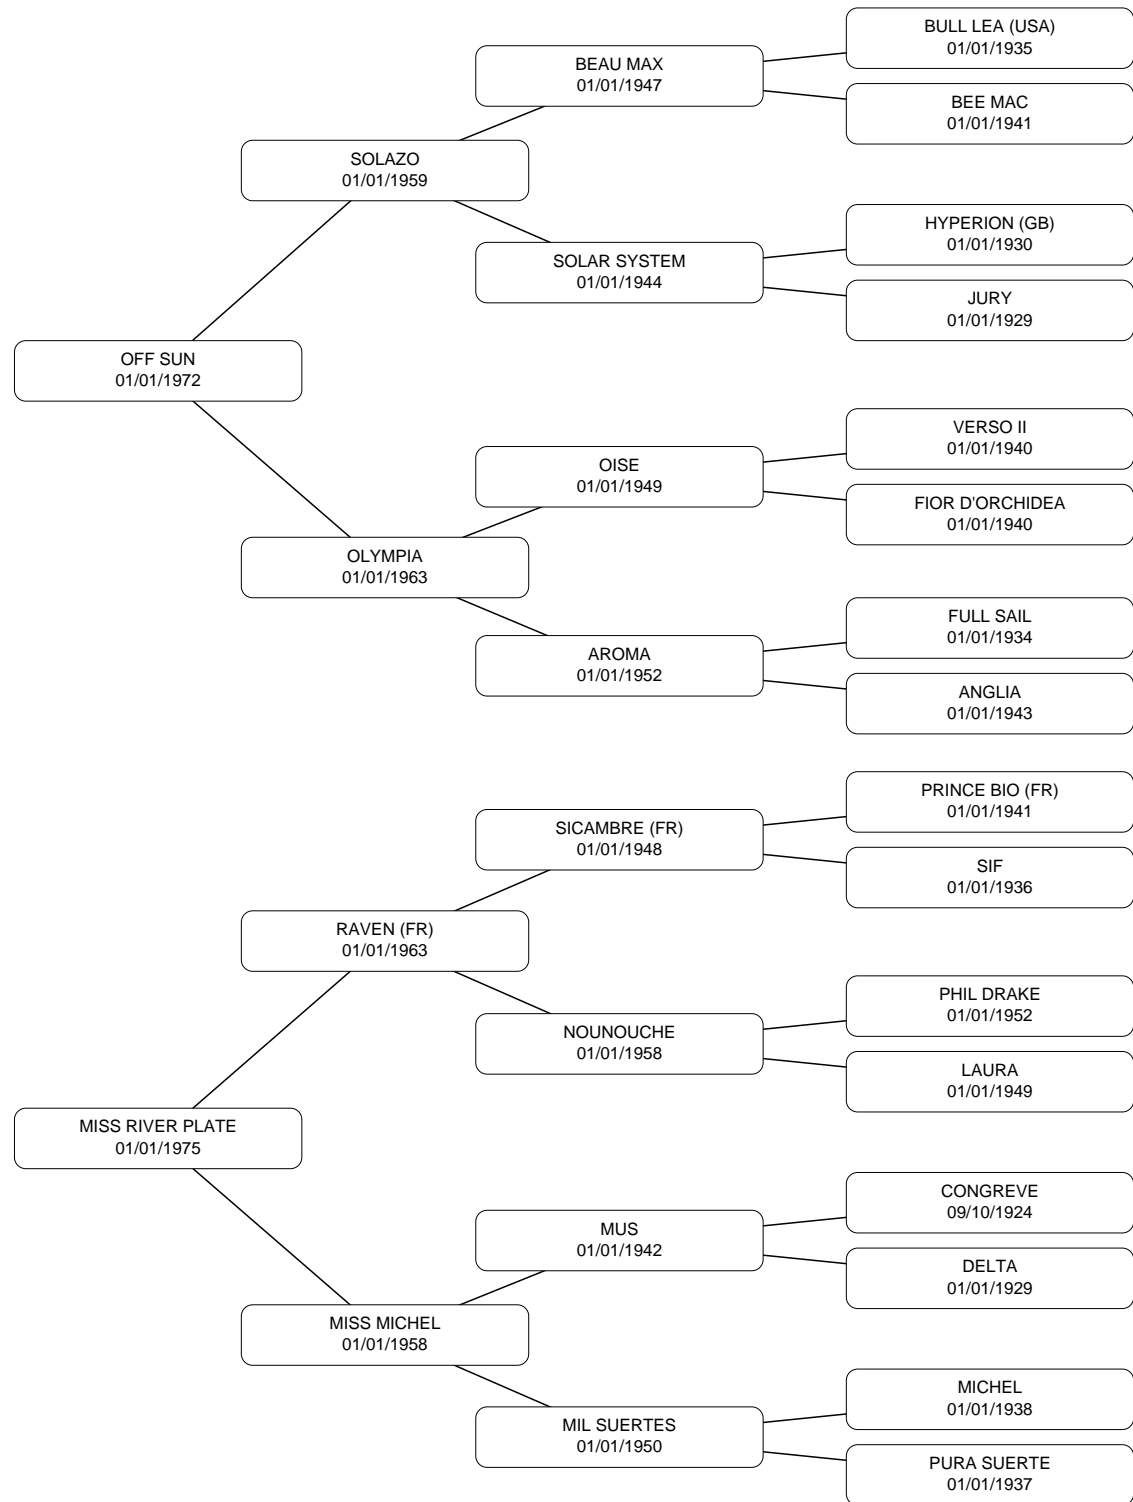 BULL LEA (USA)
01/01/1935
BEAU MAX
01/01/1947
BEE MAC
01/01/1941
SOLAZO
01/01/1959
HYPERION (GB)
01/01/1930
SOLAR SYSTEM
01/01/1944
JURY
01/01/1929
OFF SUN
01/01/1972
VERSO II
01/01/1940
OISE
01/01/1949
FIOR D'ORCHIDEA
01/01/1940
OLYMPIA
01/01/1963
FULL SAIL
01/01/1934
AROMA
01/01/1952
ANGLIA
01/01/1943
PRINCE BIO (FR)
01/01/1941
SICAMBRE (FR)
01/01/1948
SIF
01/01/1936
RAVEN (FR)
01/01/1963
PHIL DRAKE
01/01/1952
NOUNOUCHE
01/01/1958
LAURA
01/01/1949
MISS RIVER PLATE
01/01/1975
CONGREVE
09/10/1924
MUS
01/01/1942
DELTA
01/01/1929
MISS MICHEL
01/01/1958
MICHEL
01/01/1938
MIL SUERTES
01/01/1950
PURA SUERTE
01/01/1937